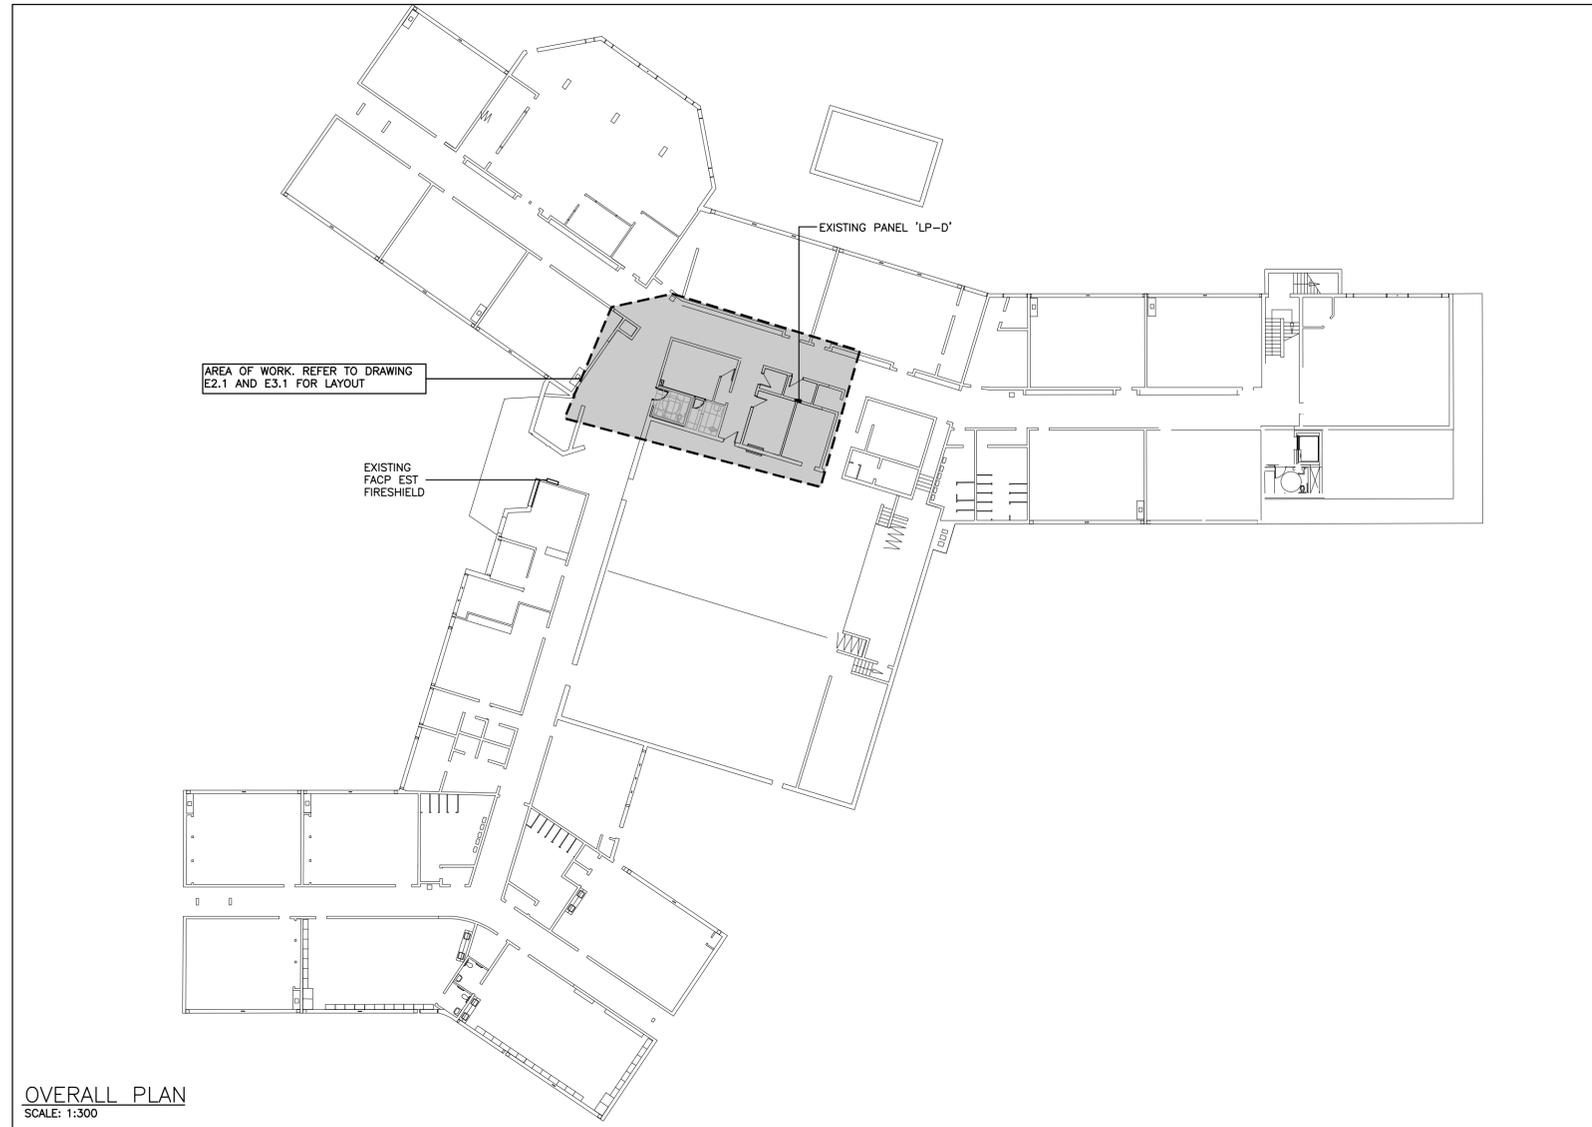 EXISTING PANEL 'LP-D'
AREA OF WORK. REFER TO DRAWING
E2.1 AND E3.1 FOR LAYOUT
EXISTING
FACP EST
FIRESHIELD
OVERALL PLAN
SCALE: 1:300